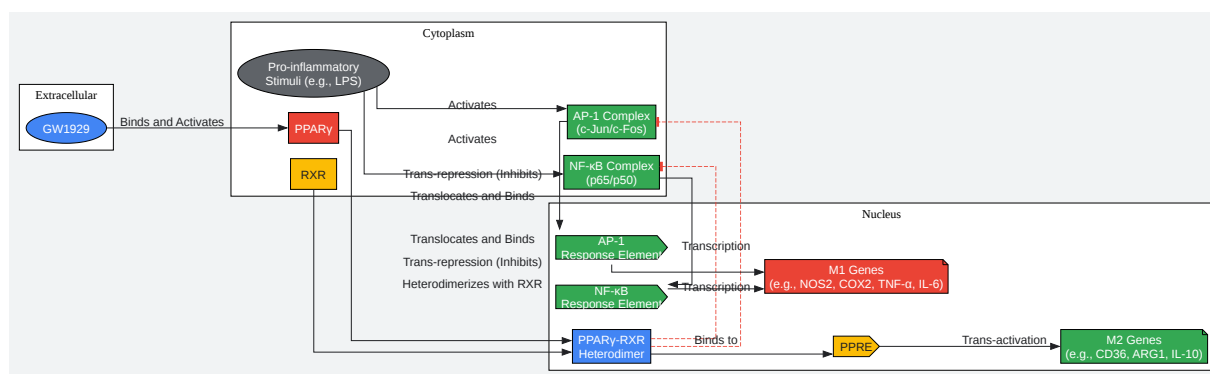 Cytoplasm
Pro-inflammatory
Stimuli (e.g., LPS)
Extracellular
GW1929
Binds and Activates
PPARγ
RXR
Activates
AP-1 Complex
(c-Jun/c-Fos)
Activates
NF-κB Complex
(p65/p50)
Trans-repression (Inhibits)
Translocates and Binds
Nucleus
Translocates and Binds
Trans-repression (Inhibits)
Heterodimerizes with RXR
AP-1
Response Element
Transcription
NF-κB
Response Element
Transcription
M1 Genes
(e.g., NOS2, COX2, TNF-α, IL-6)
PPARγ-RXR
Heterodimer
Binds to
PPRE
Trans-activation
M2 Genes
(e.g., CD36, ARG1, IL-10)